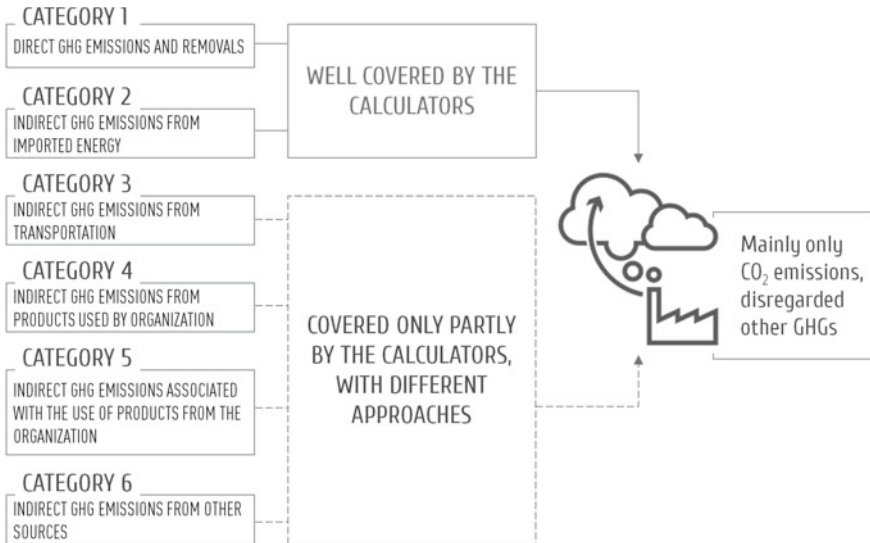 CATEGORY 1
DIRECT GHG EMISSIONS AND REMOVALS
CATEGORY 2
INDIRECT GHG EMISSIONS FROM
IMPORTED ENERGY
WELL COVERED BY THE
CALCULATORS
CATEGORY 3
INDIRECT GHG EMISSIONS FROM
TRANSPORTATION
CATEGORY 4
INDIRECT GHG EMISSIONS FROM
PRODUCTS USED BY ORGANIZATION
CATEGORY 5
INDIRECT GHG EMISSIONS ASSOCIATED
WITH THE USE OF PRODUCTS FROM THE
ORGANIZATION
CATEGORY 6
INDIRECT GHG EMISSIONS FROM OTHER
SOURCES
COVERED ONLY PARTLY
BY THE CALCULATORS,
WITH DIFFERENT
APPROACHES
Mainly only
CO₂ emissions,
disregarded
other GHGs